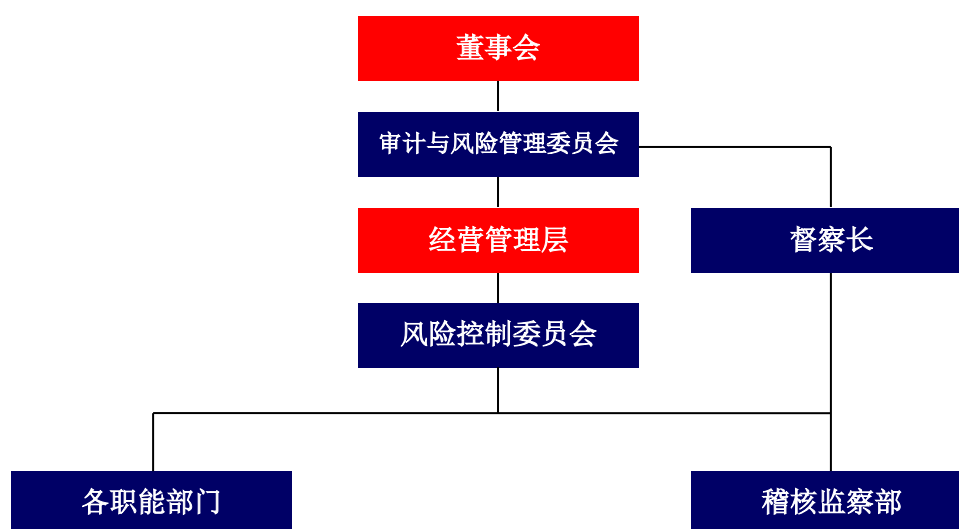 董事会
审计与风险管理委员会
经营管理层
督察长
风险控制委员会
各职能部门
稽核监察部